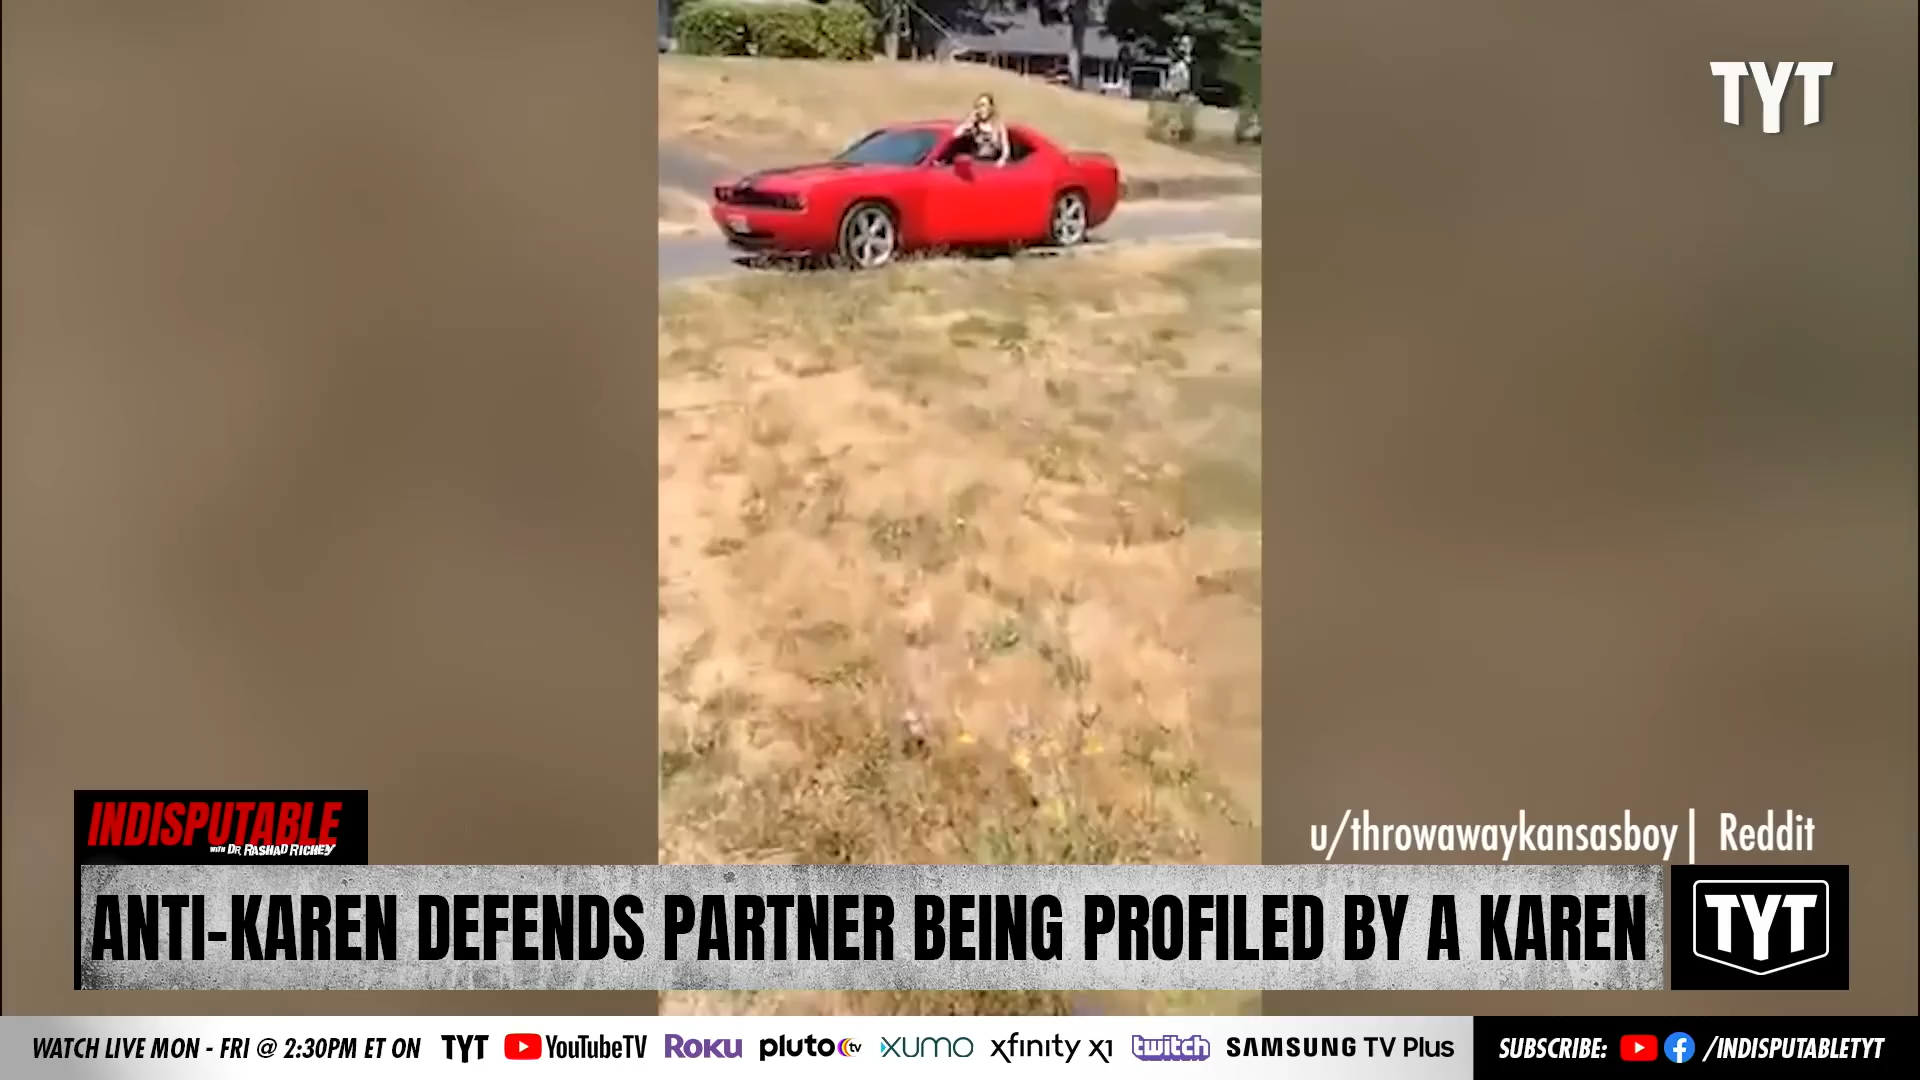 TYT
INDISPUTABLE
WITH DR RASHAD RICHEY
u/throwawaykansasboy | Reddit
ANTI-KAREN DEFENDS PARTNER BEING PROFILED BY A KAREN
TYT
WATCH LIVE MON - FRI @ 2:30PM ET ON TYT YouTubeTV ROKU pluto tv XUMO xfinity x1 twitch SAMSUNG TV Plus SUBSCRIBE: /INDISPUTABLETYT